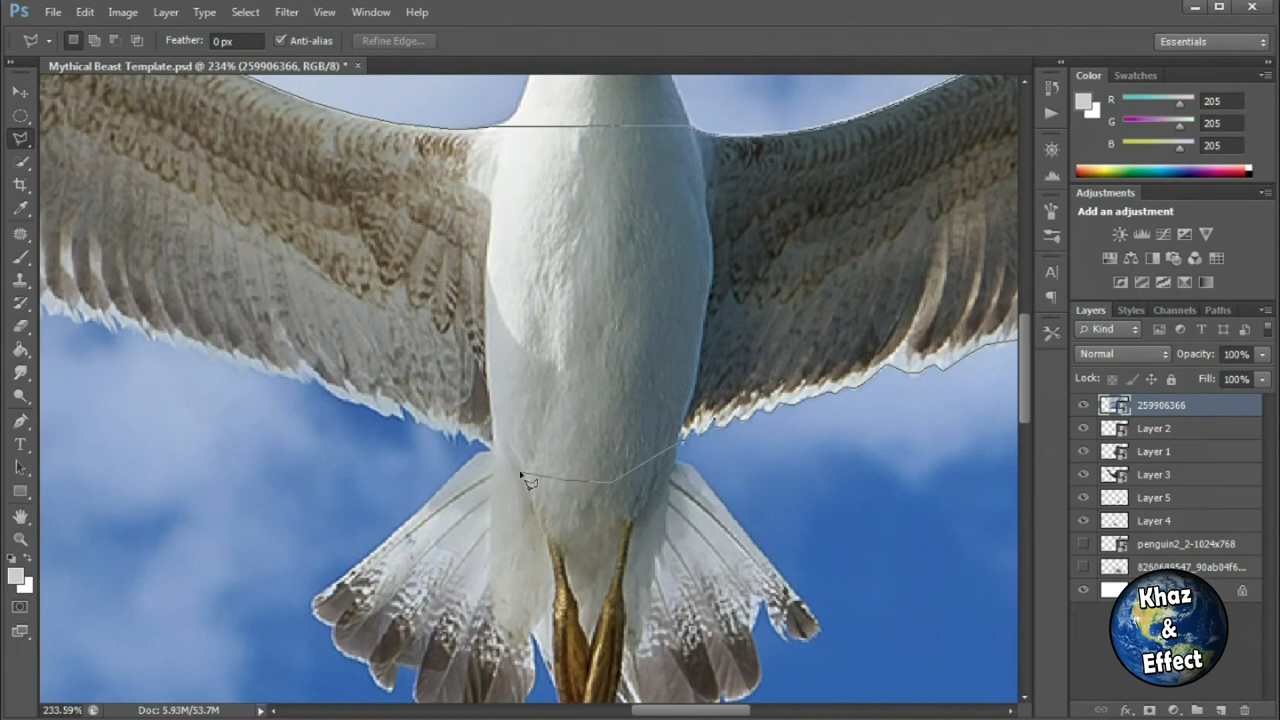 Ps File Edit Image Layer Type Select Filter View Window Help
Feather: 0 px Anti-alias Refine Edge... Essentials
Mythical Beast Template.psd @ 234% (259906366, RGB/8) * ×
Color Swatches
R 205
G 205
B 205
Adjustments
Add an adjustment
Layers Styles Channels Paths
Kind
Normal Opacity: 100%
Lock: Fill: 100%
259906366
Layer 2
Layer 1
Layer 3
Layer 5
Layer 4
penguin2_2-1024x768
8260689547_90ab04f6...
Khaz
&
Effect
233.59% Doc: 5.93M/53.7M